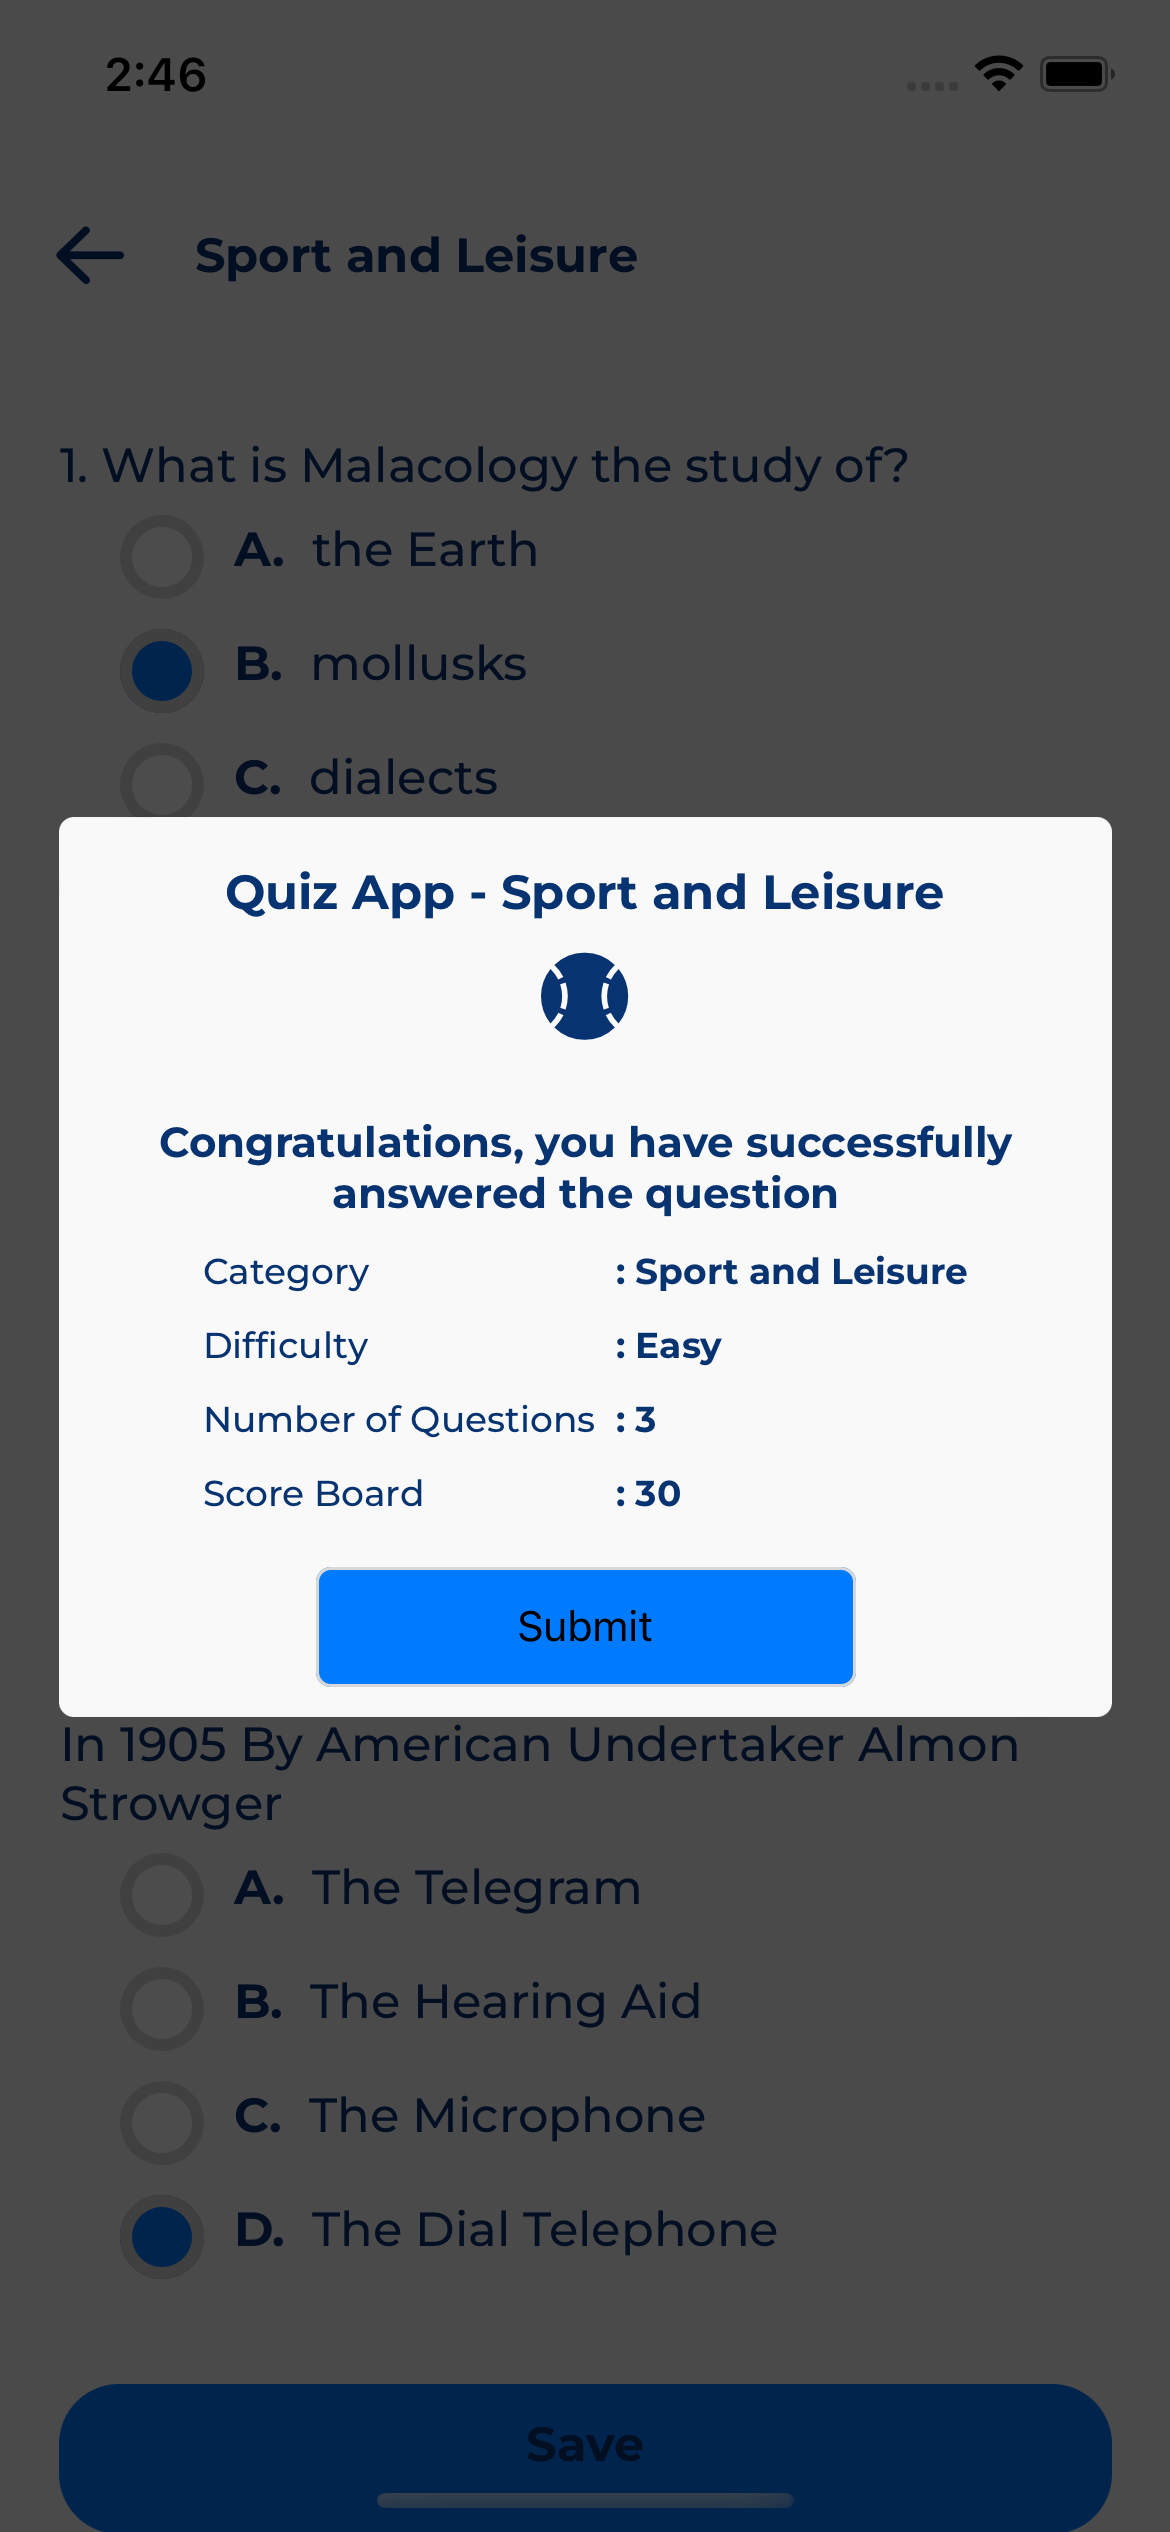 2:46
Sport and Leisure
1. What is Malacology the study of?
A. the Earth
B. mollusks
C. dialects
Quiz App - Sport and Leisure
Congratulations, you have successfully
answered the question
Category : Sport and Leisure
Difficulty : Easy
Number of Questions : 3
Score Board : 30
Submit
In 1905 By American Undertaker Almon
Strowger
A. The Telegram
B. The Hearing Aid
C. The Microphone
D. The Dial Telephone
Save